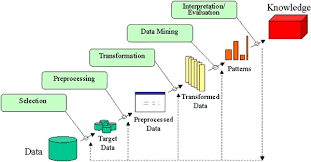 Interpretation/
Evaluation
Knowledge
Data Mining
Transformation
Patterns
Preprocessing
Transformed
Data
Selection
Preprocessed
Data
Target
Data
Data